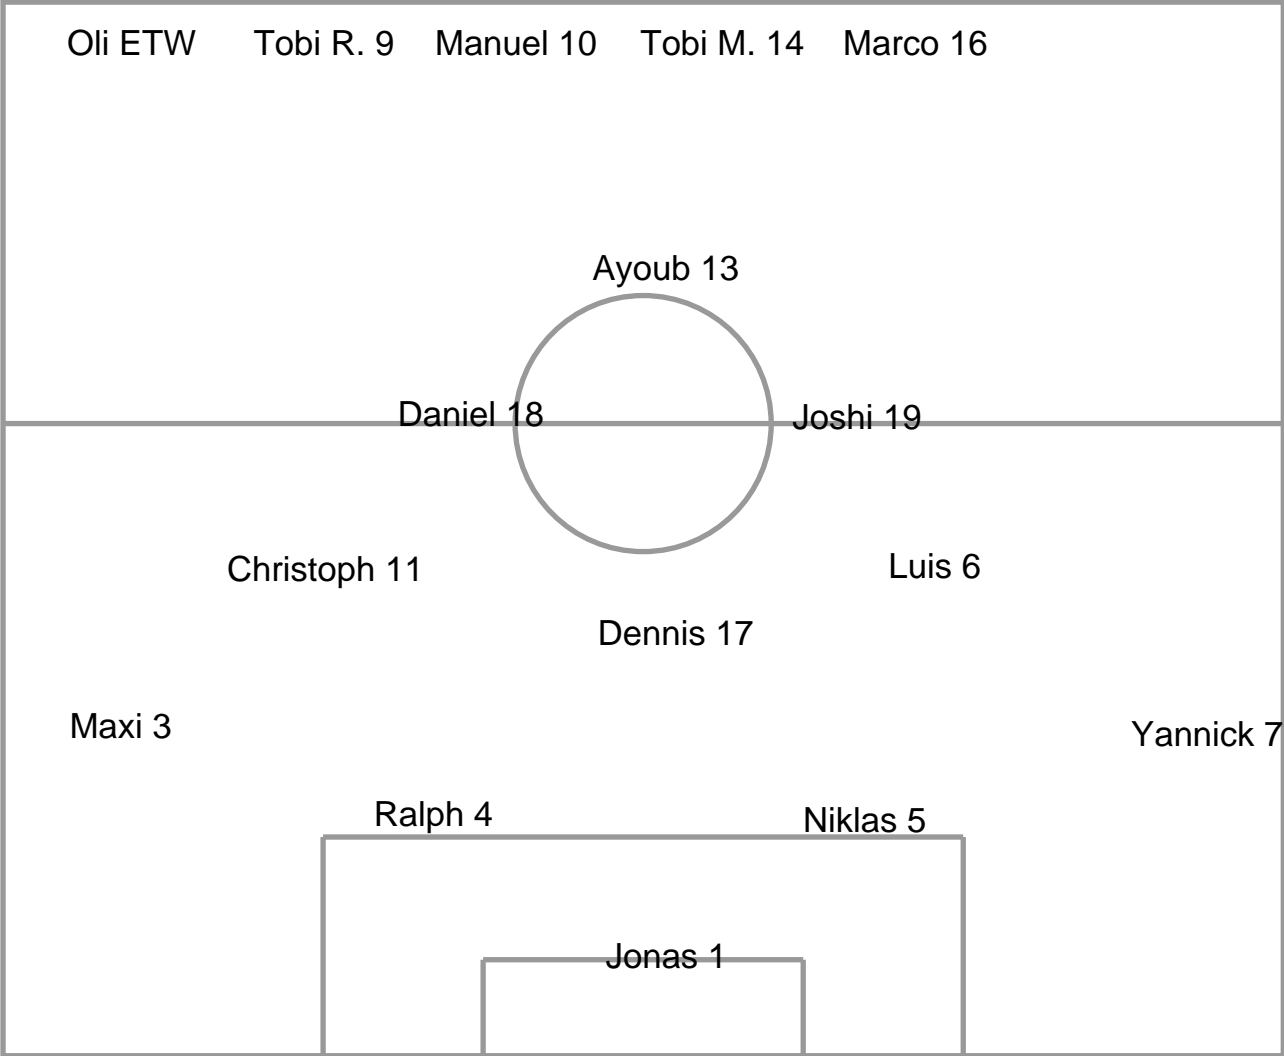 Oli ETW Tobi R. 9 Manuel 10 Tobi M. 14 Marco 16
Ayoub 13
Daniel 18 Joshi 19
Christoph 11 Luis 6
Dennis 17
Maxi 3 Yannick 7
Ralph 4 Niklas 5
Jonas 1